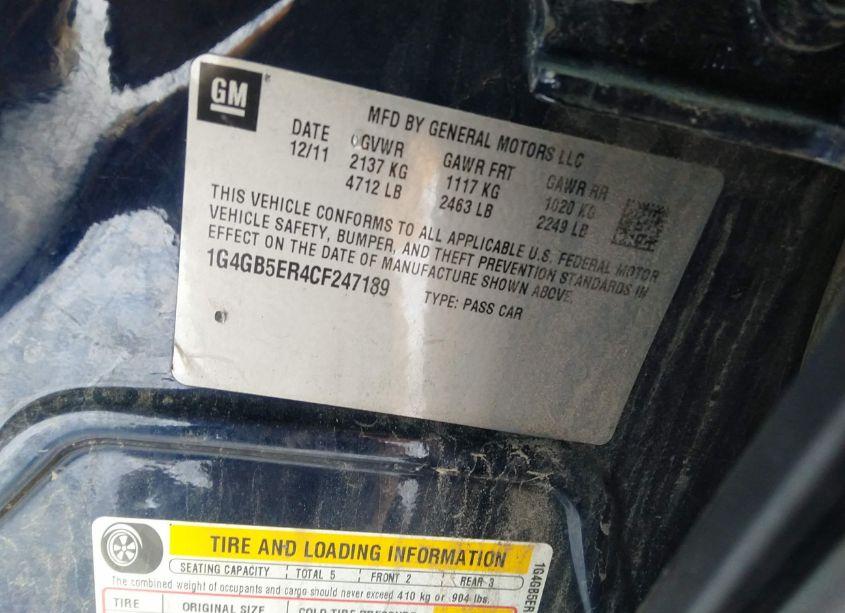 GM
MFD BY GENERAL MOTORS LLC
DATE GVWR GAWR FRT GAWR RR
12/11 2137 KG 1117 KG 1020 KG
4712 LB 2463 LB 2249 LB
THIS VEHICLE CONFORMS TO ALL APPLICABLE U.S. FEDERAL MOTOR
VEHICLE SAFETY, BUMPER, AND THEFT PREVENTION STANDARDS IN
EFFECT ON THE DATE OF MANUFACTURE SHOWN ABOVE.
1G4GB5ER4CF247189 TYPE: PASS CAR
TIRE AND LOADING INFORMATION
SEATING CAPACITY TOTAL 5 FRONT 2 REAR 3
The combined weight of occupants and cargo should never exceed 410 kg or 904 lbs.
TIRE ORIGINAL SIZE COLD TIRE PRESSURE
1G4GB5ER